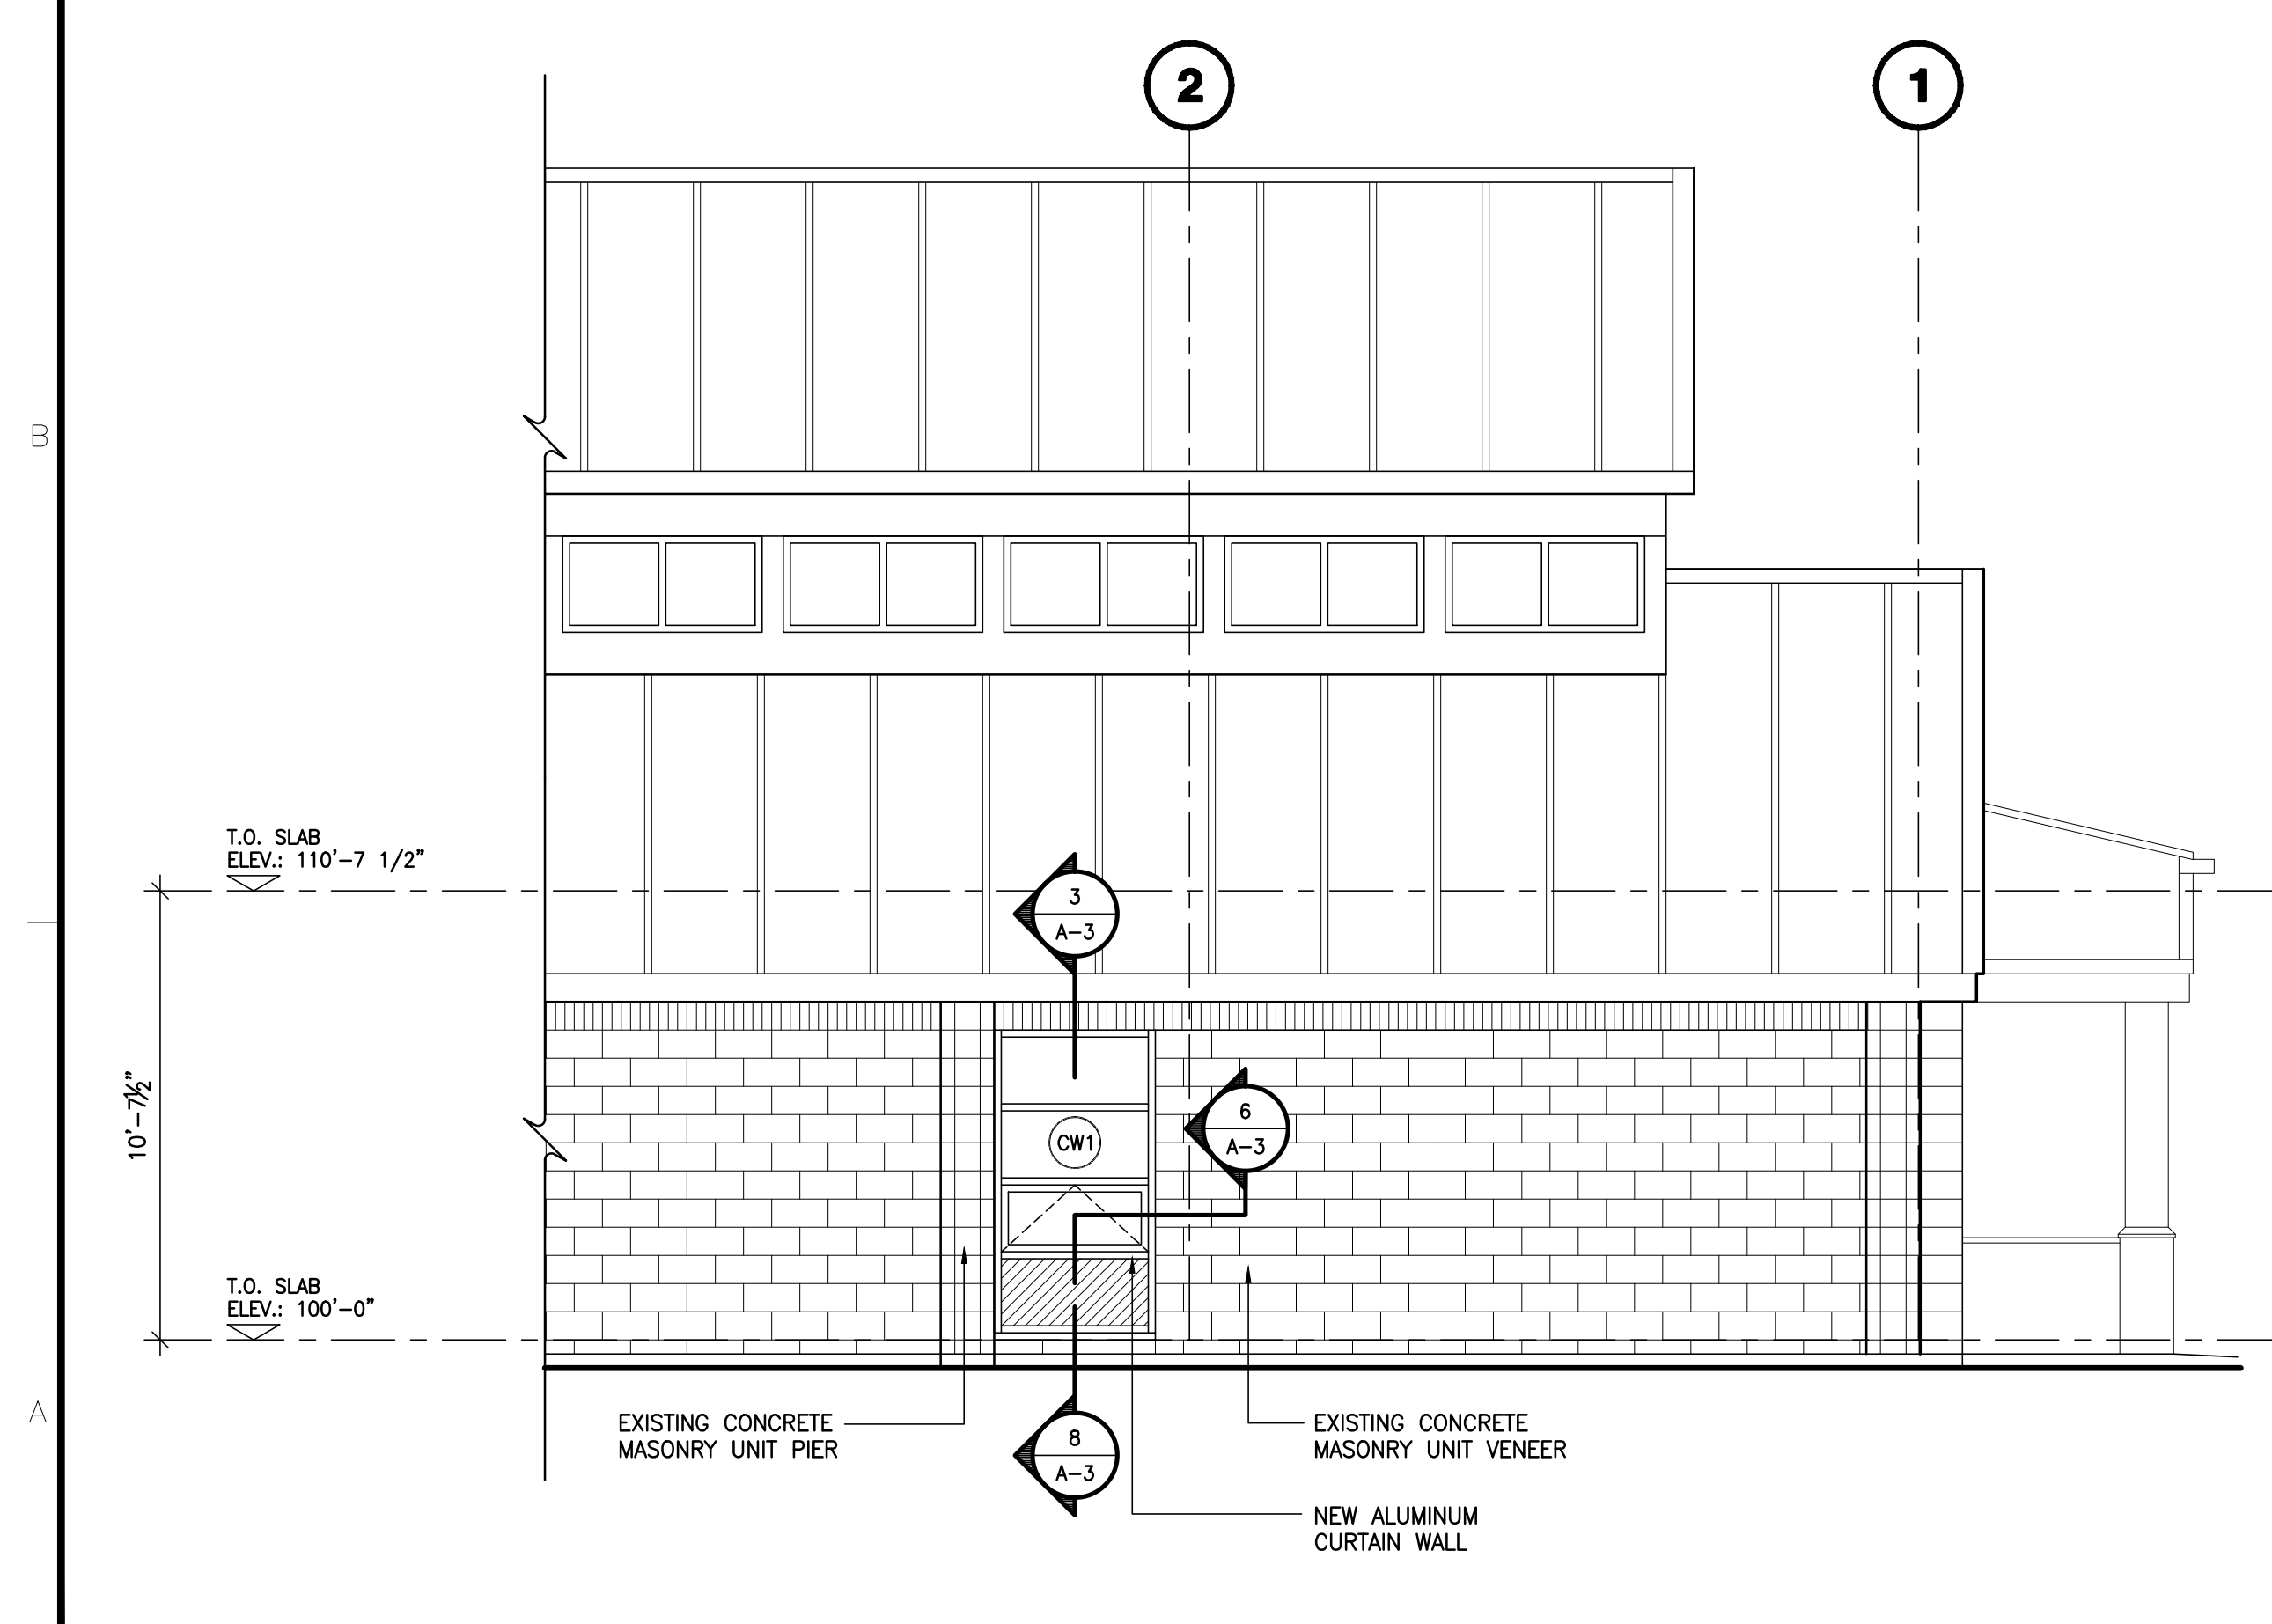 2
1
B
T.O. SLAB
ELEV.: 110'-7 1/2"
3
A-3
10'-7½"
6
A-3
CW1
T.O. SLAB
ELEV.: 100'-0"
A
EXISTING CONCRETE
MASONRY UNIT PIER
8
A-3
EXISTING CONCRETE
MASONRY UNIT VENEER
NEW ALUMINUM
CURTAIN WALL